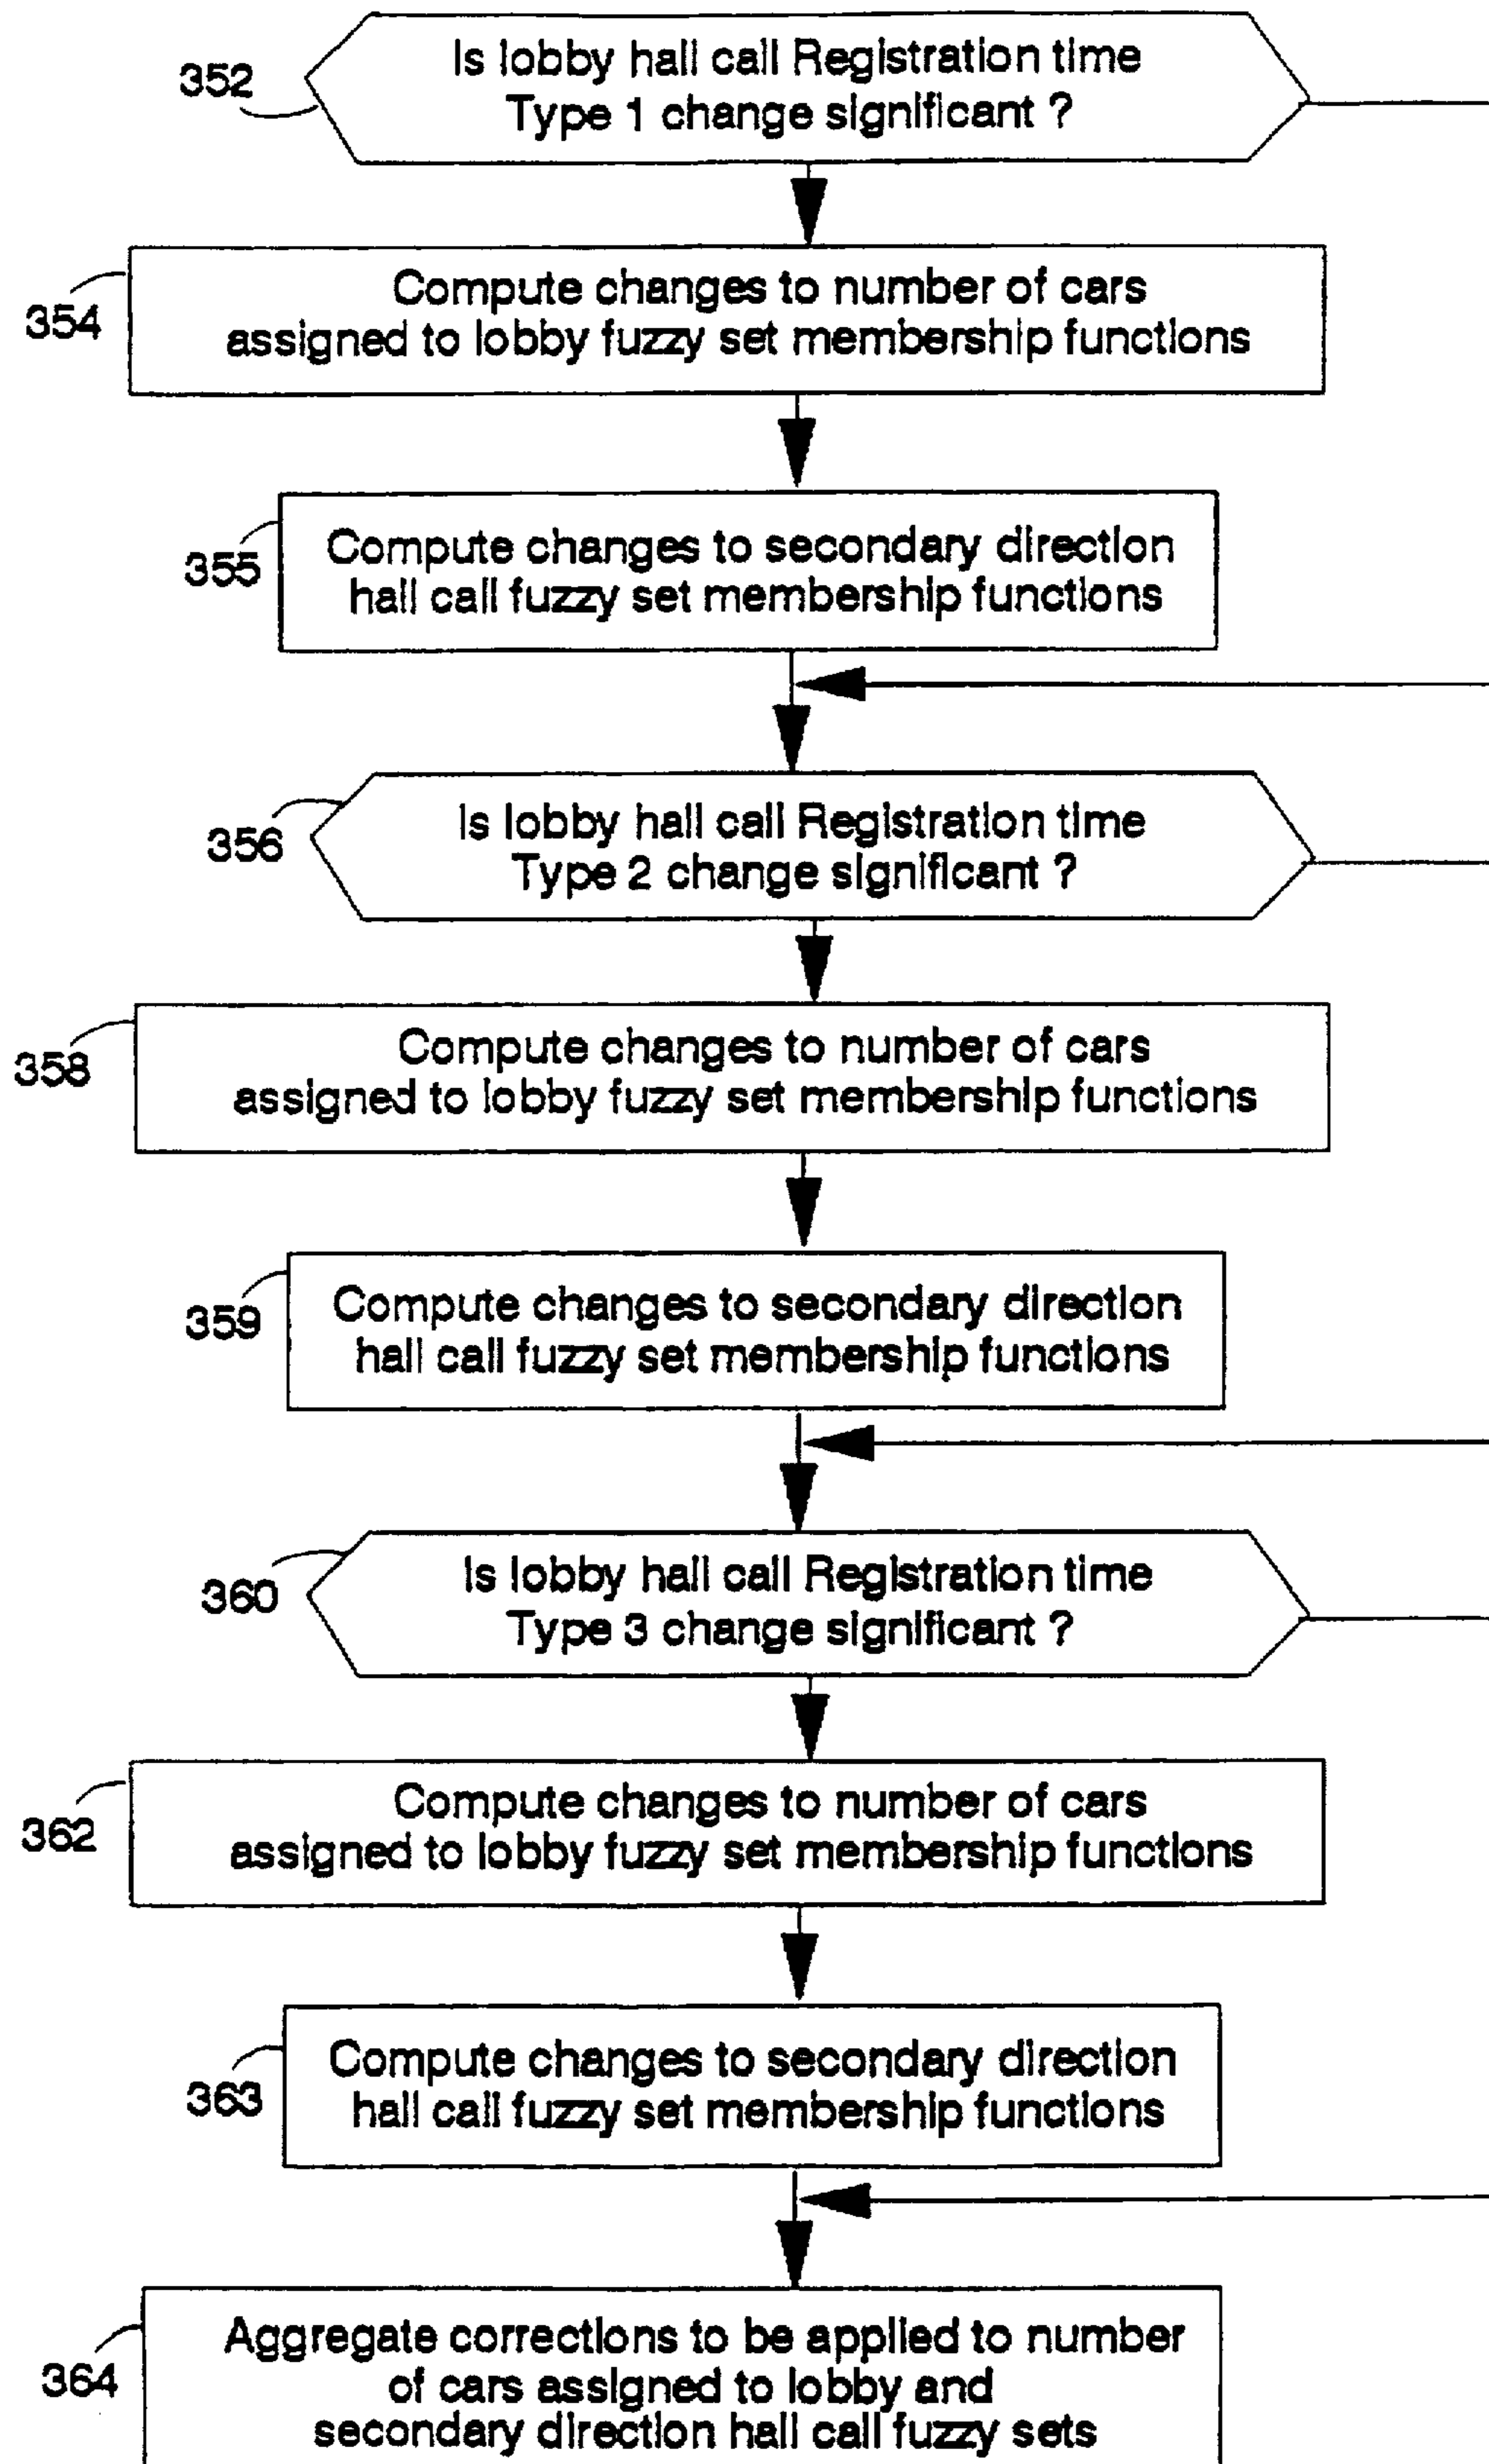 352
Is lobby hall call Registration time
Type 1 change significant ?
354
Compute changes to number of cars
assigned to lobby fuzzy set membership functions
355
Compute changes to secondary direction
hall call fuzzy set membership functions
356
Is lobby hall call Registration time
Type 2 change significant ?
358
Compute changes to number of cars
assigned to lobby fuzzy set membership functions
359
Compute changes to secondary direction
hall call fuzzy set membership functions
360
Is lobby hall call Registration time
Type 3 change significant ?
362
Compute changes to number of cars
assigned to lobby fuzzy set membership functions
363
Compute changes to secondary direction
hall call fuzzy set membership functions
364
Aggregate corrections to be applied to number
of cars assigned to lobby and
secondary direction hall call fuzzy sets